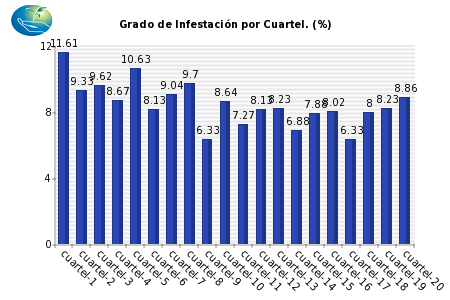 Grado de Infestación por Cuartel. (%)
12
8
4
0
11.61
9.33
9.62
8.67
10.63
8.13
9.04
9.7
6.33
8.64
7.27
8.13
8.23
6.88
7.88
8.02
6.33
8
8.23
8.86
cuartel-1
cuartel-2
cuartel-3
cuartel-4
cuartel-5
cuartel-6
cuartel-7
cuartel-8
cuartel-9
cuartel-10
cuartel-11
cuartel-12
cuartel-13
cuartel-14
cuartel-15
cuartel-16
cuartel-17
cuartel-18
cuartel-19
cuartel-20